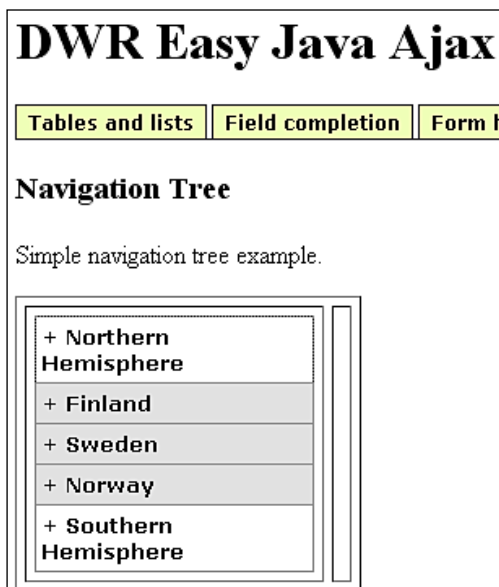 DWR Easy Java Ajax
Tables and lists Field completion Form
Navigation Tree
Simple navigation tree example.
+ Northern
Hemisphere
+ Finland
+ Sweden
+ Norway
+ Southern
Hemisphere